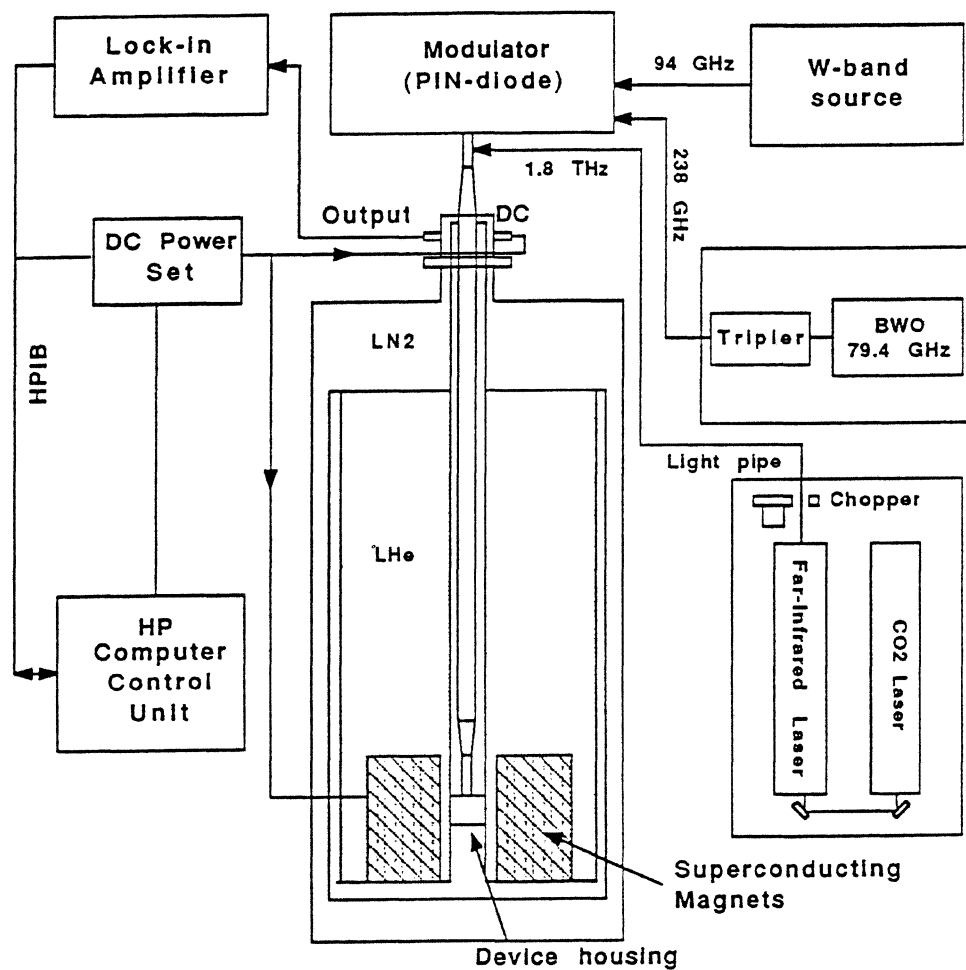 Lock-in
Amplifier
Modulator
(PIN-diode)
94 GHz
W-band
source
1.8 THz
238 GHz
Output
DC
DC Power
Set
HPIB
LN2
Tripler
BWO
79.4 GHz
Light pipe
Chopper
LHe
Far-Infrared Laser
CO2 Laser
HP
Computer
Control
Unit
Superconducting
Magnets
Device housing